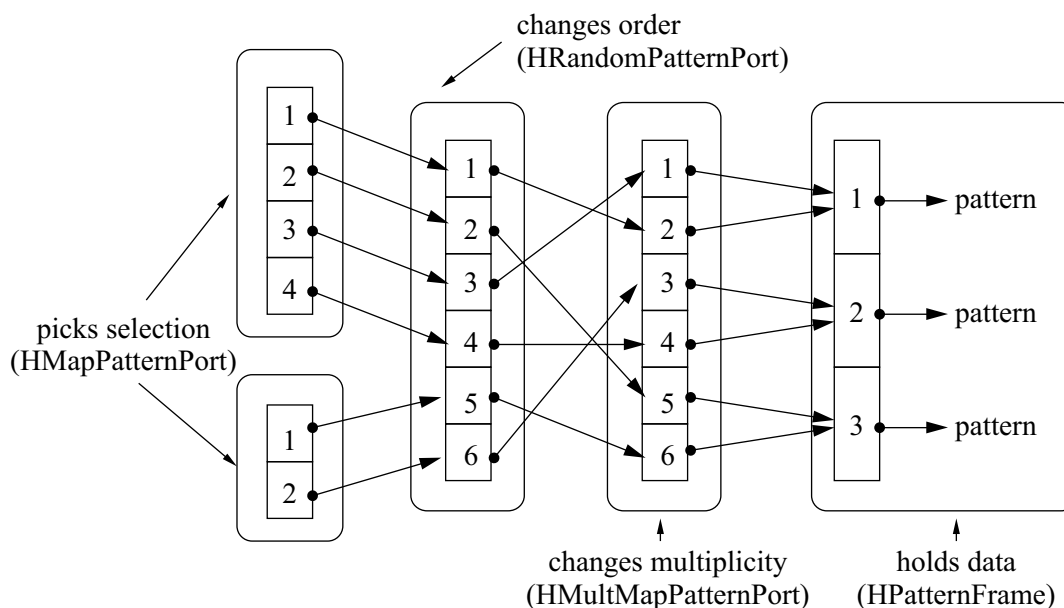 changes order
(HRandomPatternPort)
1
2
3
4
picks selection
(HMapPatternPort)
1
2
1
2
3
4
5
6
1
2
3
4
5
6
changes multiplicity
(HMultMapPatternPort)
1
2
3
pattern
pattern
pattern
holds data
(HPatternFrame)